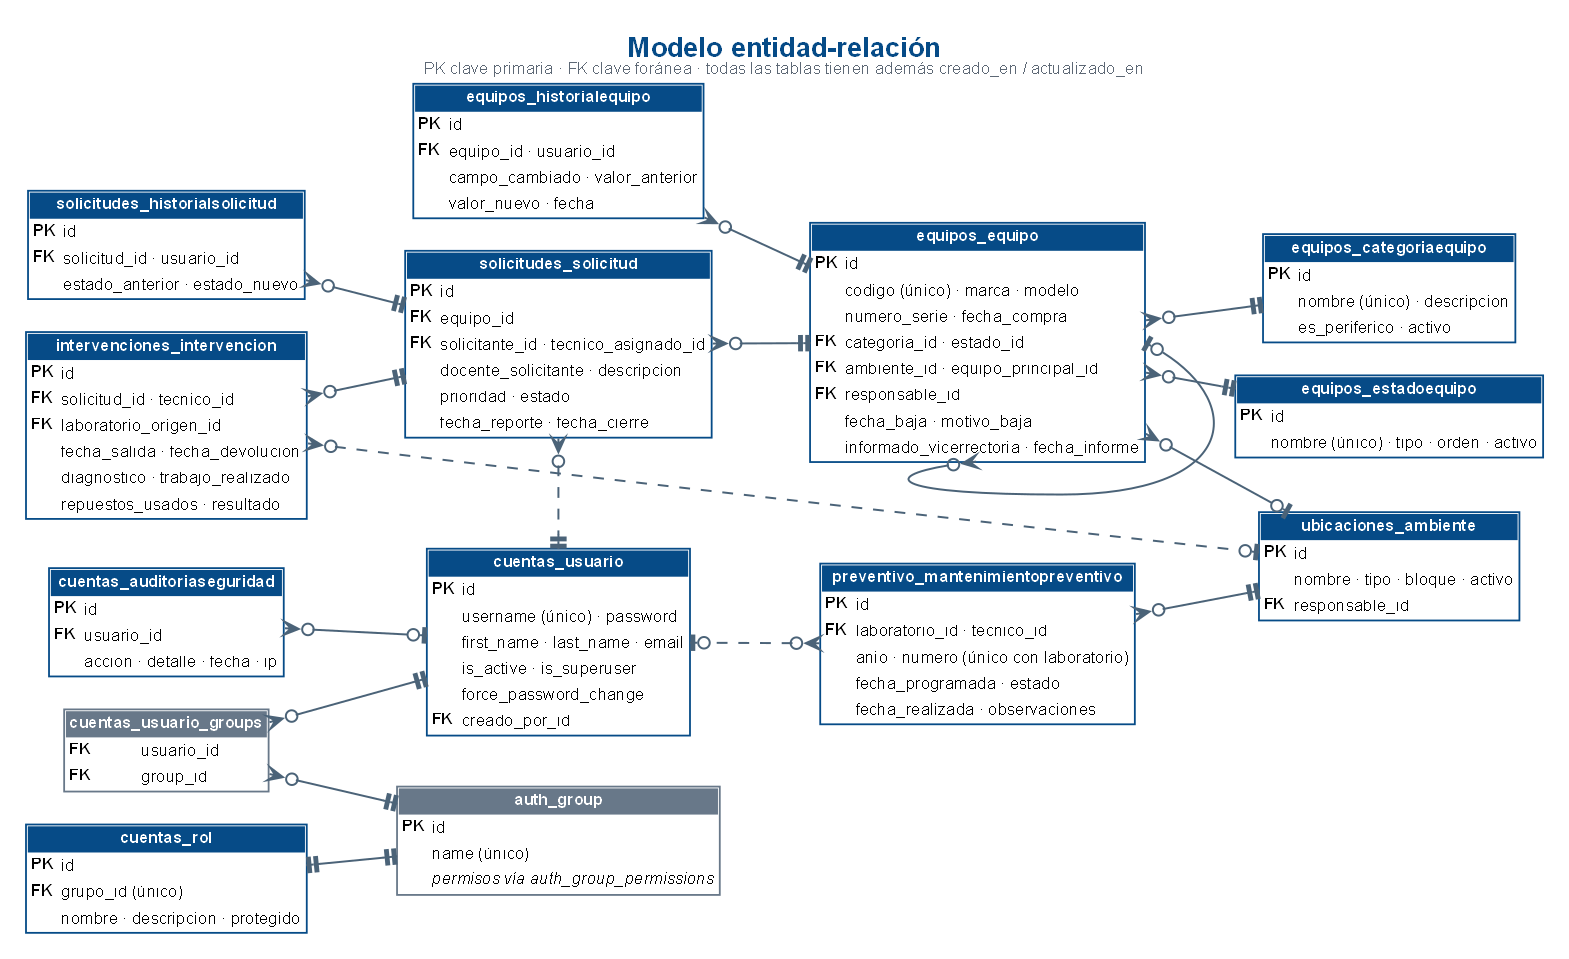 Modelo entidad-relación
PK clave primaria · FK clave foránea · todas las tablas tienen además creado_en / actualizado_en
equipos_historialequipo
PK id
FK equipo_id · usuario_id
campo_cambiado · valor_anterior
valor_nuevo · fecha
solicitudes_historialsolicitud
PK id
FK solicitud_id · usuario_id
estado_anterior · estado_nuevo
solicitudes_solicitud
PK id
FK equipo_id
FK solicitante_id · tecnico_asignado_id
docente_solicitante · descripcion
prioridad · estado
fecha_reporte · fecha_cierre
equipos_equipo
PK id
codigo (único) · marca · modelo
numero_serie · fecha_compra
FK categoria_id · estado_id
FK ambiente_id · equipo_principal_id
FK responsable_id
fecha_baja · motivo_baja
informado_vicerrectoria · fecha_informe
equipos_categoriaequipo
PK id
nombre (único) · descripcion
es_periferico · activo
intervenciones_intervencion
PK id
FK solicitud_id · tecnico_id
FK laboratorio_origen_id
fecha_salida · fecha_devolucion
diagnostico · trabajo_realizado
repuestos_usados · resultado
equipos_estadoequipo
PK id
nombre (único) · tipo · orden · activo
ubicaciones_ambiente
PK id
nombre · tipo · bloque · activo
FK responsable_id
cuentas_auditoriaseguridad
PK id
FK usuario_id
accion · detalle · fecha · ip
cuentas_usuario
PK id
username (único) · password
first_name · last_name · email
is_active · is_superuser
force_password_change
FK creado_por_id
preventivo_mantenimientopreventivo
PK id
FK laboratorio_id · tecnico_id
anio · numero (único con laboratorio)
fecha_programada · estado
fecha_realizada · observaciones
cuentas_usuario_groups
FK usuario_id
FK group_id
auth_group
PK id
name (único)
permisos vía auth_group_permissions
cuentas_rol
PK id
FK grupo_id (único)
nombre · descripcion · protegido